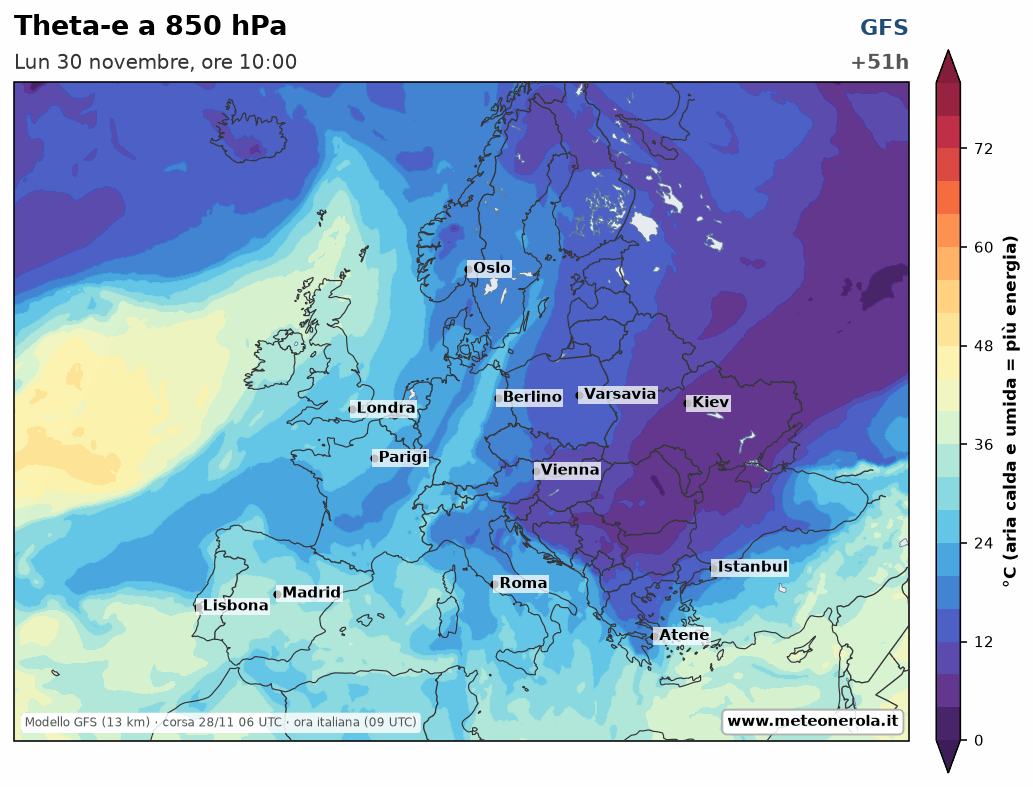 Theta-e a 850 hPa
GFS
Lun 30 novembre, ore 10:00
+51h
72
60
48
36
24
12
0
°C (aria calda e umida = più energia)
Oslo
Londra
Berlino
Varsavia
Kiev
Parigi
Vienna
Istanbul
Roma
Madrid
Lisbona
Atene
Modello GFS (13 km) · corsa 28/11 06 UTC · ora italiana (09 UTC)
www.meteonerola.it